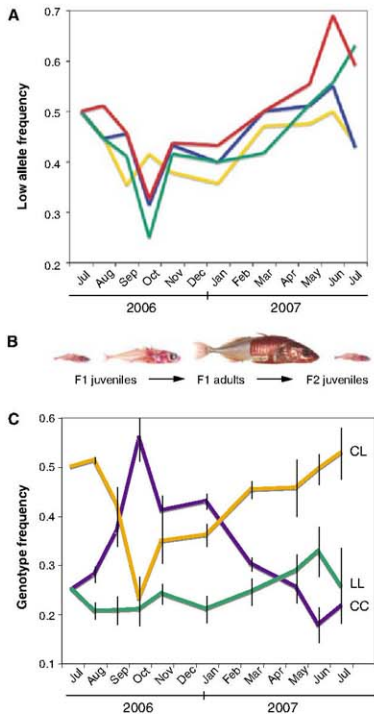 A
Low allele frequency
0.7
0.6
0.5
0.4
0.3
0.2
Jul Aug Sep Oct Nov Dec Jan Feb Mar Apr May Jun Jul
2006 2007
B
F1 juveniles F1 adults F2 juveniles
C
Genotype frequency
0.6
0.5
0.4
0.3
0.2
0.1
CL
LL
CC
Jul Aug Sep Oct Nov Dec Jan Feb Mar Apr May Jun Jul
2006 2007